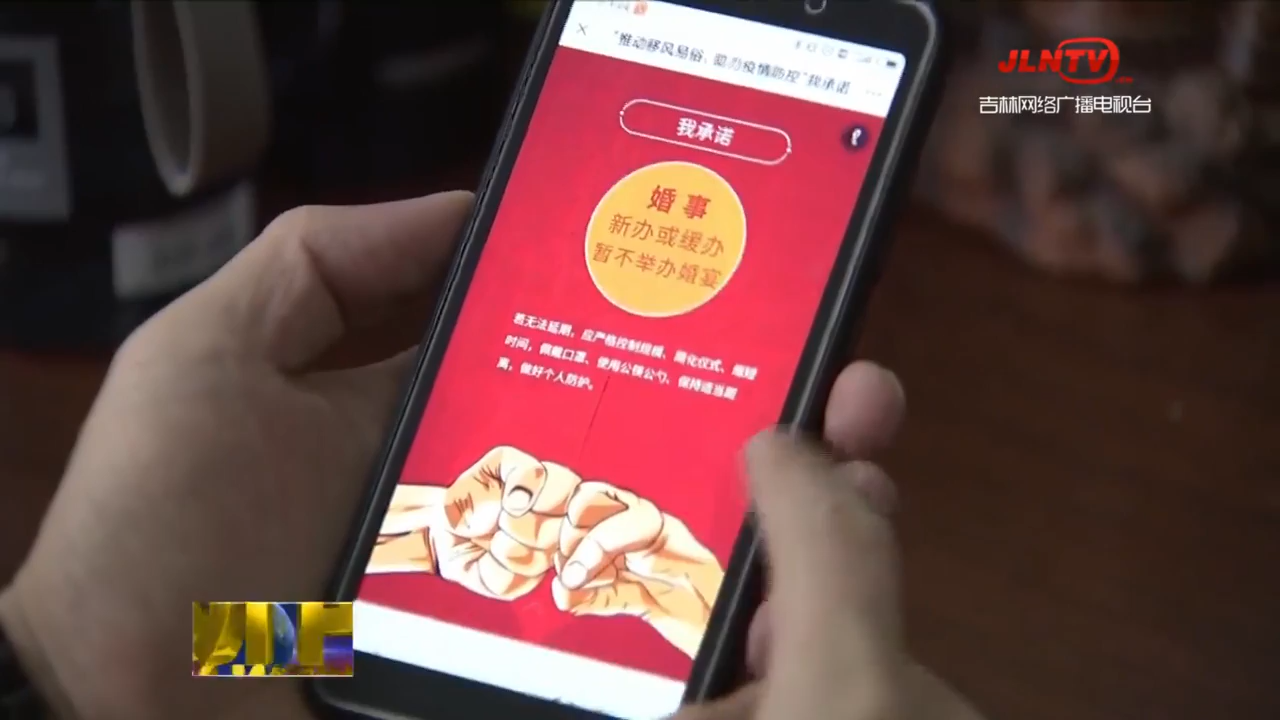 JLNTV
吉林网络广播电视台
"推动移风易俗，助力疫情防控"我承诺
我承诺
婚事
新办或缓办
暂不举办婚宴
若无法延期，应严格控制规模、简化仪式、缩短
时间，佩戴口罩、使用公筷公勺、保持适当距
离，做好个人防护。